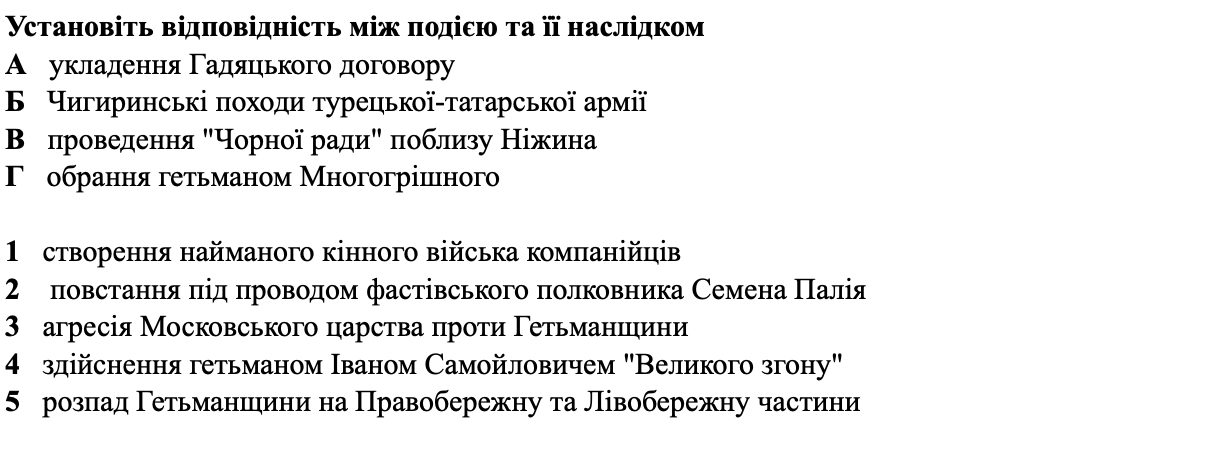 Установіть відповідність між подією та її наслідком
А укладення Гадяцького договору
Б Чигиринські походи турецької-татарської армії
В проведення "Чорної ради" поблизу Ніжина
Г обрання гетьманом Многогрішного
1 створення найманого кінного війська компанійців
2 повстання під проводом фастівського полковника Семена Палія
3 агресія Московського царства проти Гетьманщини
4 здійснення гетьманом Іваном Самойловичем "Великого згону"
5 розпад Гетьманщини на Правобережну та Лівобережну частини